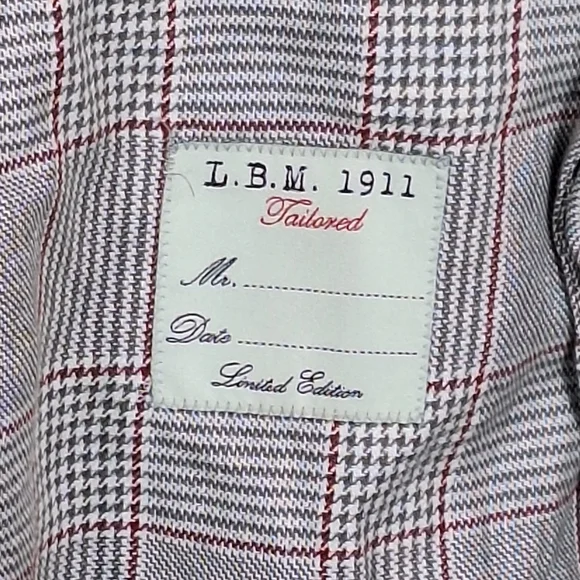 L.B.M. 1911
Tailored
Mr. ..............................
Date ..............................
Limited Edition